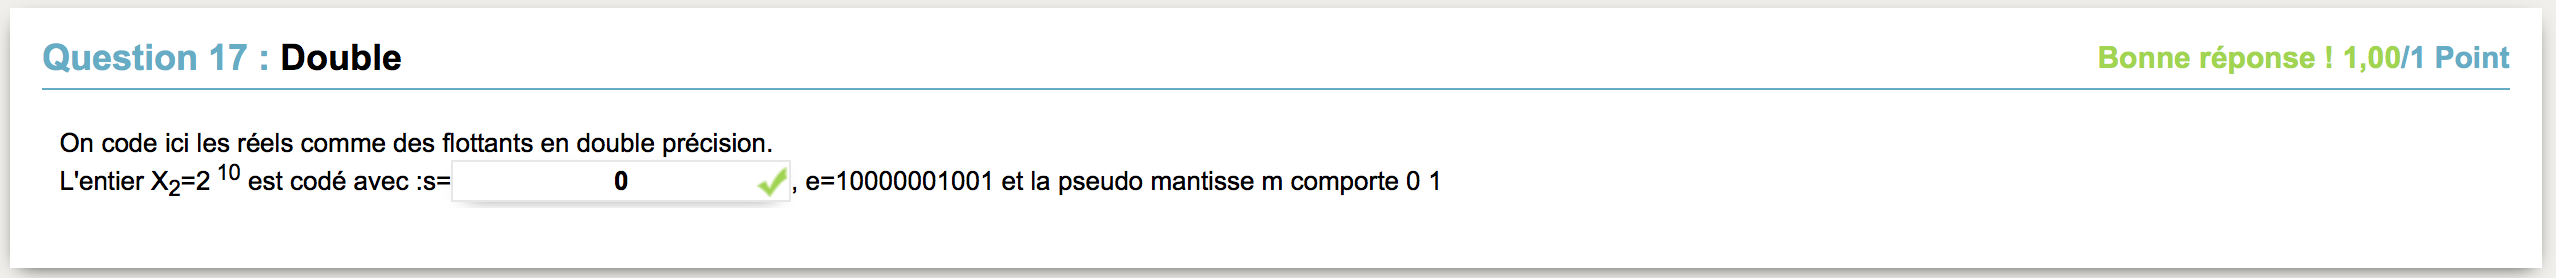 Question 17 : Double
Bonne réponse ! 1,00/1 Point
On code ici les réels comme des flottants en double précision.
L'entier X2=2 10 est codé avec :s= 0 , e=10000001001 et la pseudo mantisse m comporte 0 1